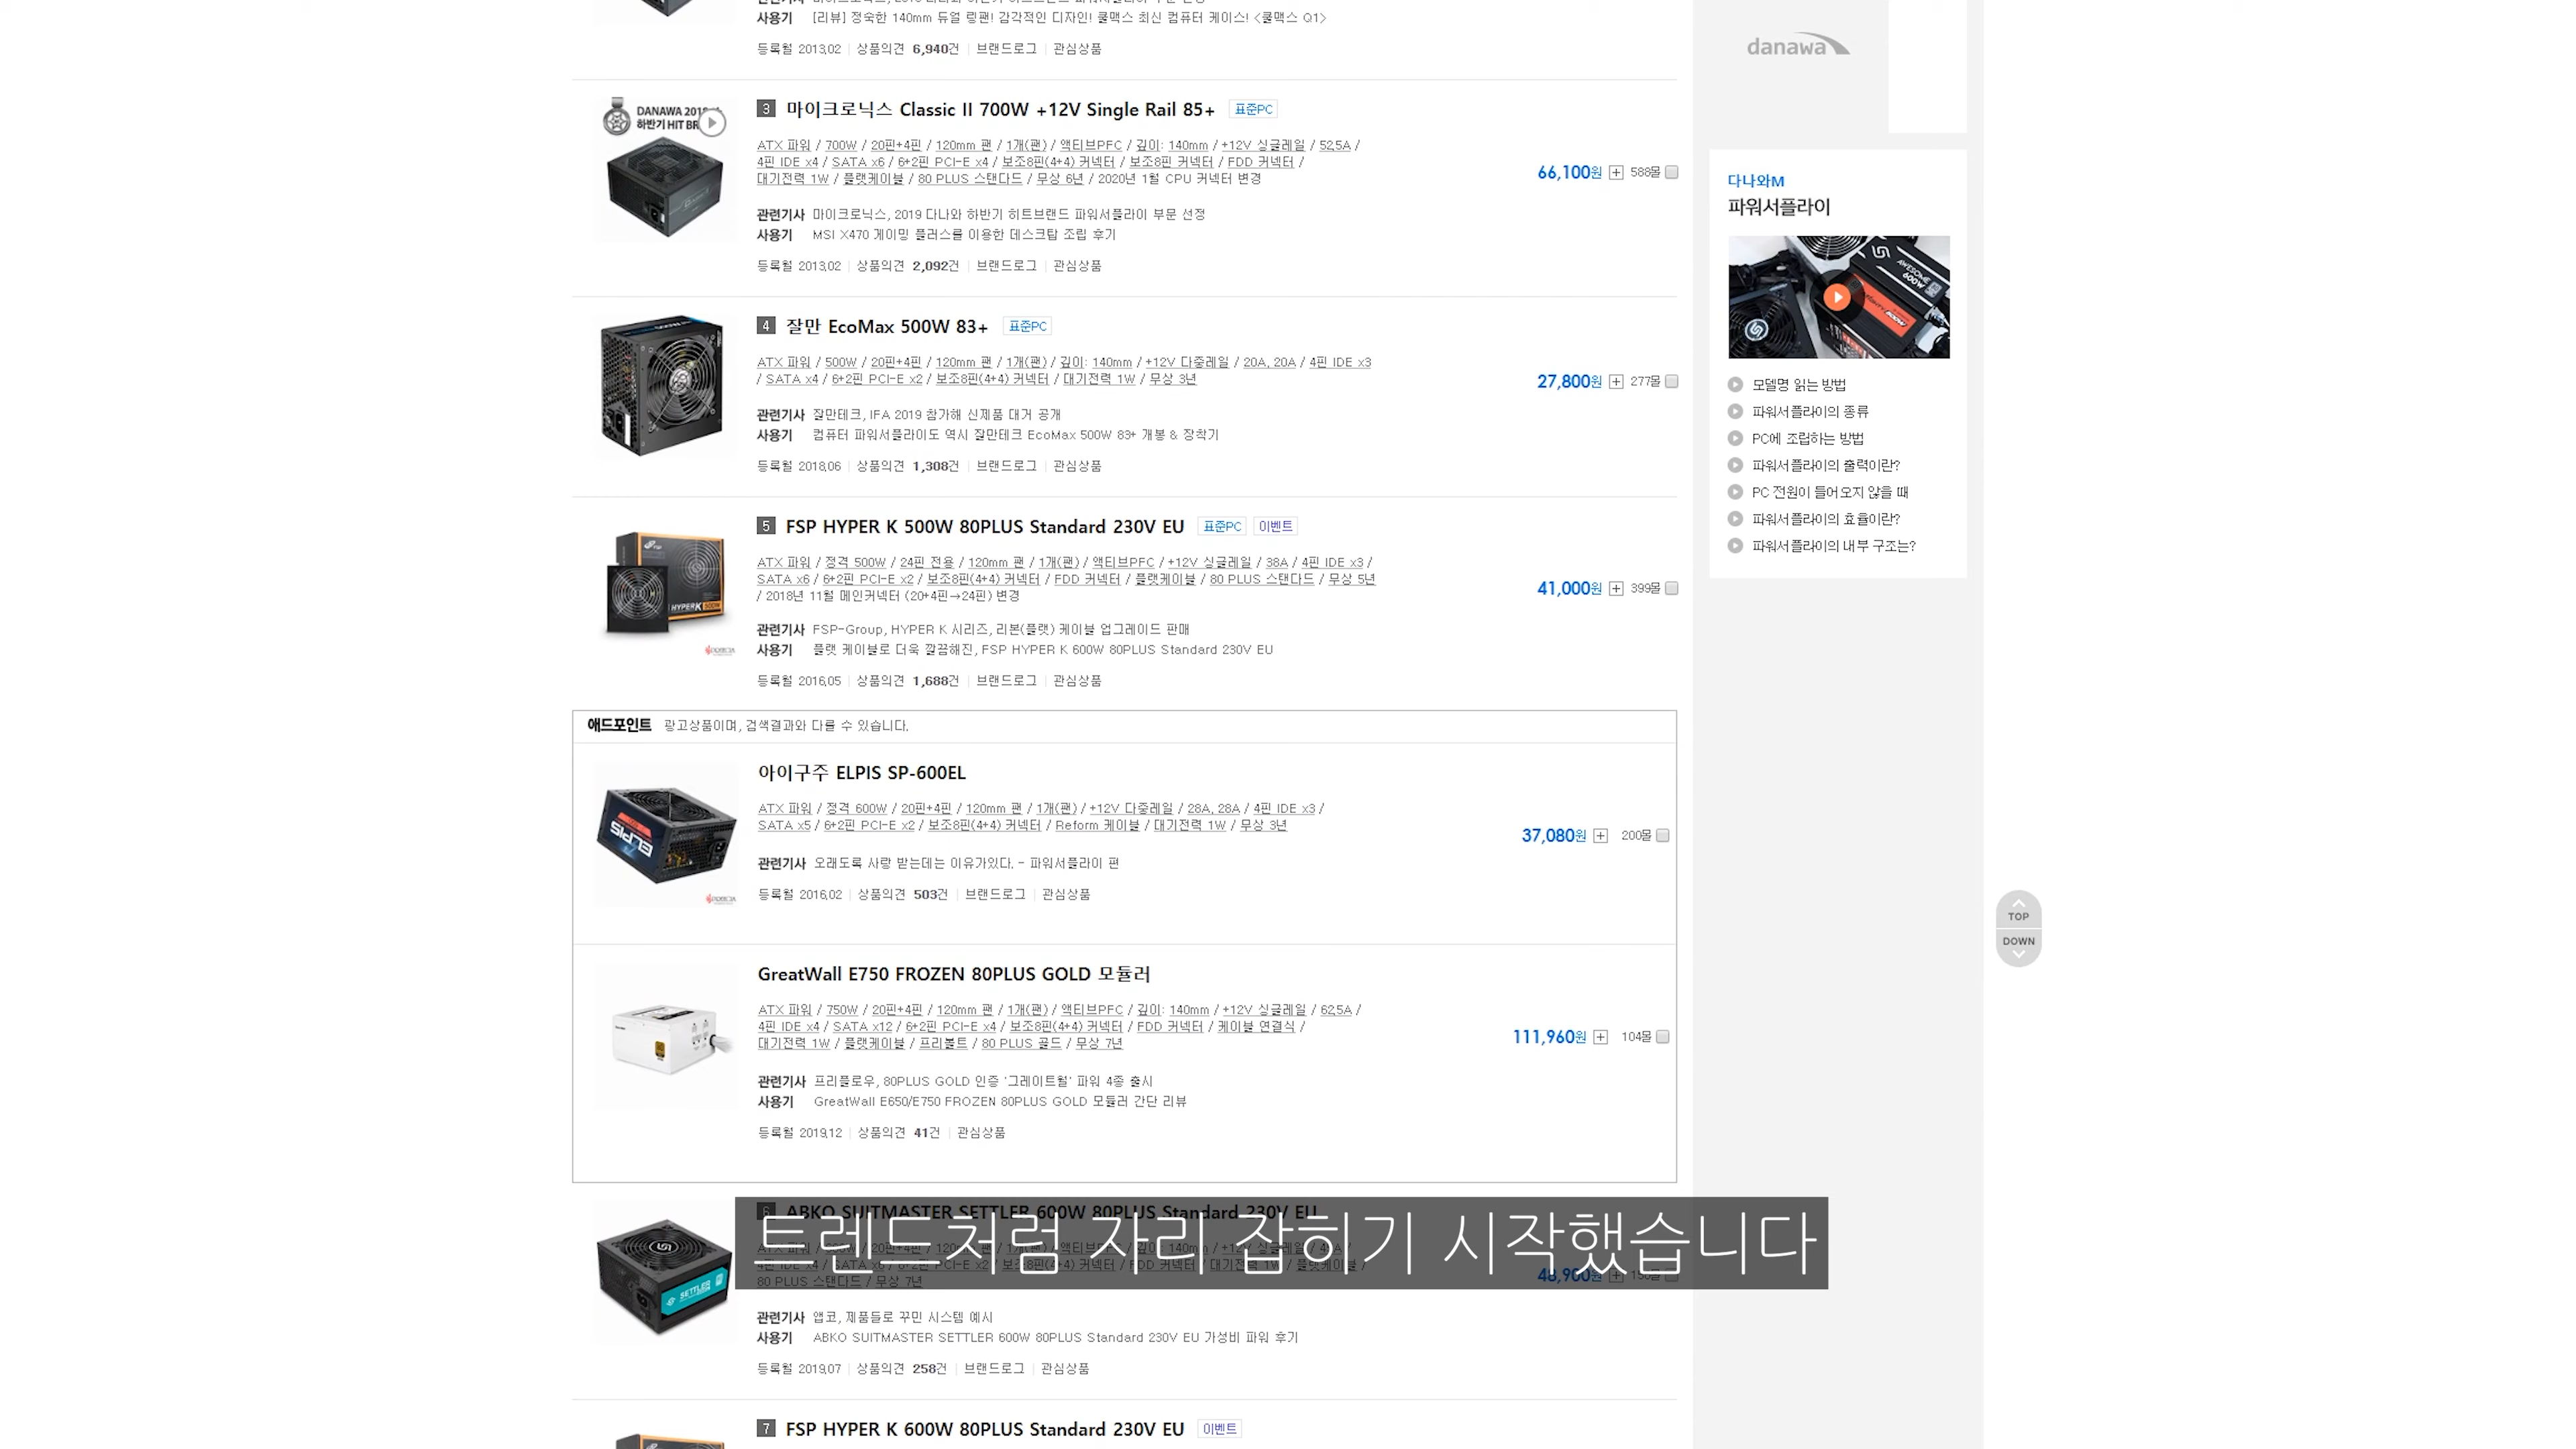 사용기 [리뷰] 정숙한 140mm 듀얼 링팬! 감각적인 디자인! 쿨맥스 최신 컴퓨터 케이스! <쿨맥스 Q1>
등록월 2013.02 상품의견 6,940건 브랜드로그 관심상품
DANAWA 201
하반기 HIT BR
3 마이크로닉스 Classic II 700W +12V Single Rail 85+ 표준PC
ATX 파워 / 700W / 20핀+4핀 / 120mm 팬 / 1개(팬) / 액티브PFC / 깊이: 140mm / +12V 싱글레일 / 52.5A /
4핀 IDE x4 / SATA x6 / 6+2핀 PCI-E x4 / 보조8핀(4+4) 커넥터 / 보조8핀 커넥터 / FDD 커넥터 /
대기전력 1W / 플랫케이블 / 80 PLUS 스탠다드 / 무상 6년 / 2020년 1월 CPU 커넥터 변경
66,100원 588몰
관련기사 마이크로닉스, 2019 다나와 하반기 히트브랜드 파워서플라이 부문 선정
사용기 MSI X470 게이밍 플러스를 이용한 데스크탑 조립 후기
등록월 2013.02 상품의견 2,092건 브랜드로그 관심상품
4 잘만 EcoMax 500W 83+ 표준PC
ATX 파워 / 500W / 20핀+4핀 / 120mm 팬 / 1개(팬) / 깊이: 140mm / +12V 다중레일 / 20A, 20A / 4핀 IDE x3
/ SATA x4 / 6+2핀 PCI-E x2 / 보조8핀(4+4) 커넥터 / 대기전력 1W / 무상 3년
27,800원 277몰
관련기사 잘만테크, IFA 2019 참가해 신제품 대거 공개
사용기 컴퓨터 파워서플라이도 역시 잘만테크 EcoMax 500W 83+ 개봉 & 장착기
등록월 2018.06 상품의견 1,308건 브랜드로그 관심상품
5 FSP HYPER K 500W 80PLUS Standard 230V EU 표준PC 이벤트
ATX 파워 / 정격 500W / 24핀 전용 / 120mm 팬 / 1개(팬) / 액티브PFC / +12V 싱글레일 / 38A / 4핀 IDE x3 /
SATA x6 / 6+2핀 PCI-E x2 / 보조8핀(4+4) 커넥터 / FDD 커넥터 / 플랫케이블 / 80 PLUS 스탠다드 / 무상 5년
/ 2018년 11월 메인커넥터 (20+4핀→24핀) 변경
41,000원 399몰
HYPER K 500W
관련기사 FSP-Group, HYPER K 시리즈, 리본(플랫) 케이블 업그레이드 판매
사용기 플랫 케이블로 더욱 깔끔해진, FSP HYPER K 600W 80PLUS Standard 230V EU
등록월 2016.05 상품의견 1,688건 브랜드로그 관심상품
애드포인트 광고상품이며, 검색결과와 다를 수 있습니다.
아이구주 ELPIS SP-600EL
ATX 파워 / 정격 600W / 20핀+4핀 / 120mm 팬 / 1개(팬) / +12V 다중레일 / 28A, 28A / 4핀 IDE x3 /
SATA x5 / 6+2핀 PCI-E x2 / 보조8핀(4+4) 커넥터 / Reform 케이블 / 대기전력 1W / 무상 3년
37,080원 200몰
ELPIS
관련기사 오래도록 사랑 받는데는 이유가있다. - 파워서플라이 편
등록월 2016.02 상품의견 503건 브랜드로그 관심상품
GreatWall E750 FROZEN 80PLUS GOLD 모듈러
ATX 파워 / 750W / 20핀+4핀 / 120mm 팬 / 1개(팬) / 액티브PFC / 깊이: 140mm / +12V 싱글레일 / 62.5A /
4핀 IDE x4 / SATA x12 / 6+2핀 PCI-E x4 / 보조8핀(4+4) 커넥터 / FDD 커넥터 / 케이블 연결식 /
대기전력 1W / 플랫케이블 / 프리볼트 / 80 PLUS 골드 / 무상 7년
111,960원 104몰
관련기사 프리플로우, 80PLUS GOLD 인증 '그레이트월' 파워 4종 출시
사용기 GreatWall E650/E750 FROZEN 80PLUS GOLD 모듈러 간단 리뷰
등록월 2019.12 상품의견 41건 관심상품
6 ABKO SUITMASTER SETTLER 600W 80PLUS Standard 230V EU
트렌드처럼 자리 잡히기 시작했습니다
80 PLUS 스탠다드 / 무상 7년
48,900원
SETTLER
관련기사 앱코, 제품들로 꾸민 시스템 예시
사용기 ABKO SUITMASTER SETTLER 600W 80PLUS Standard 230V EU 가성비 파워 후기
등록월 2019.07 상품의견 258건 브랜드로그 관심상품
7 FSP HYPER K 600W 80PLUS Standard 230V EU 이벤트
danawa
다나와M
파워서플라이
AWESOME
600W
모델명 읽는 방법
파워서플라이의 종류
PC에 조립하는 방법
파워서플라이의 출력이란?
PC 전원이 들어오지 않을 때
파워서플라이의 효율이란?
파워서플라이의 내부 구조는?
TOP
DOWN